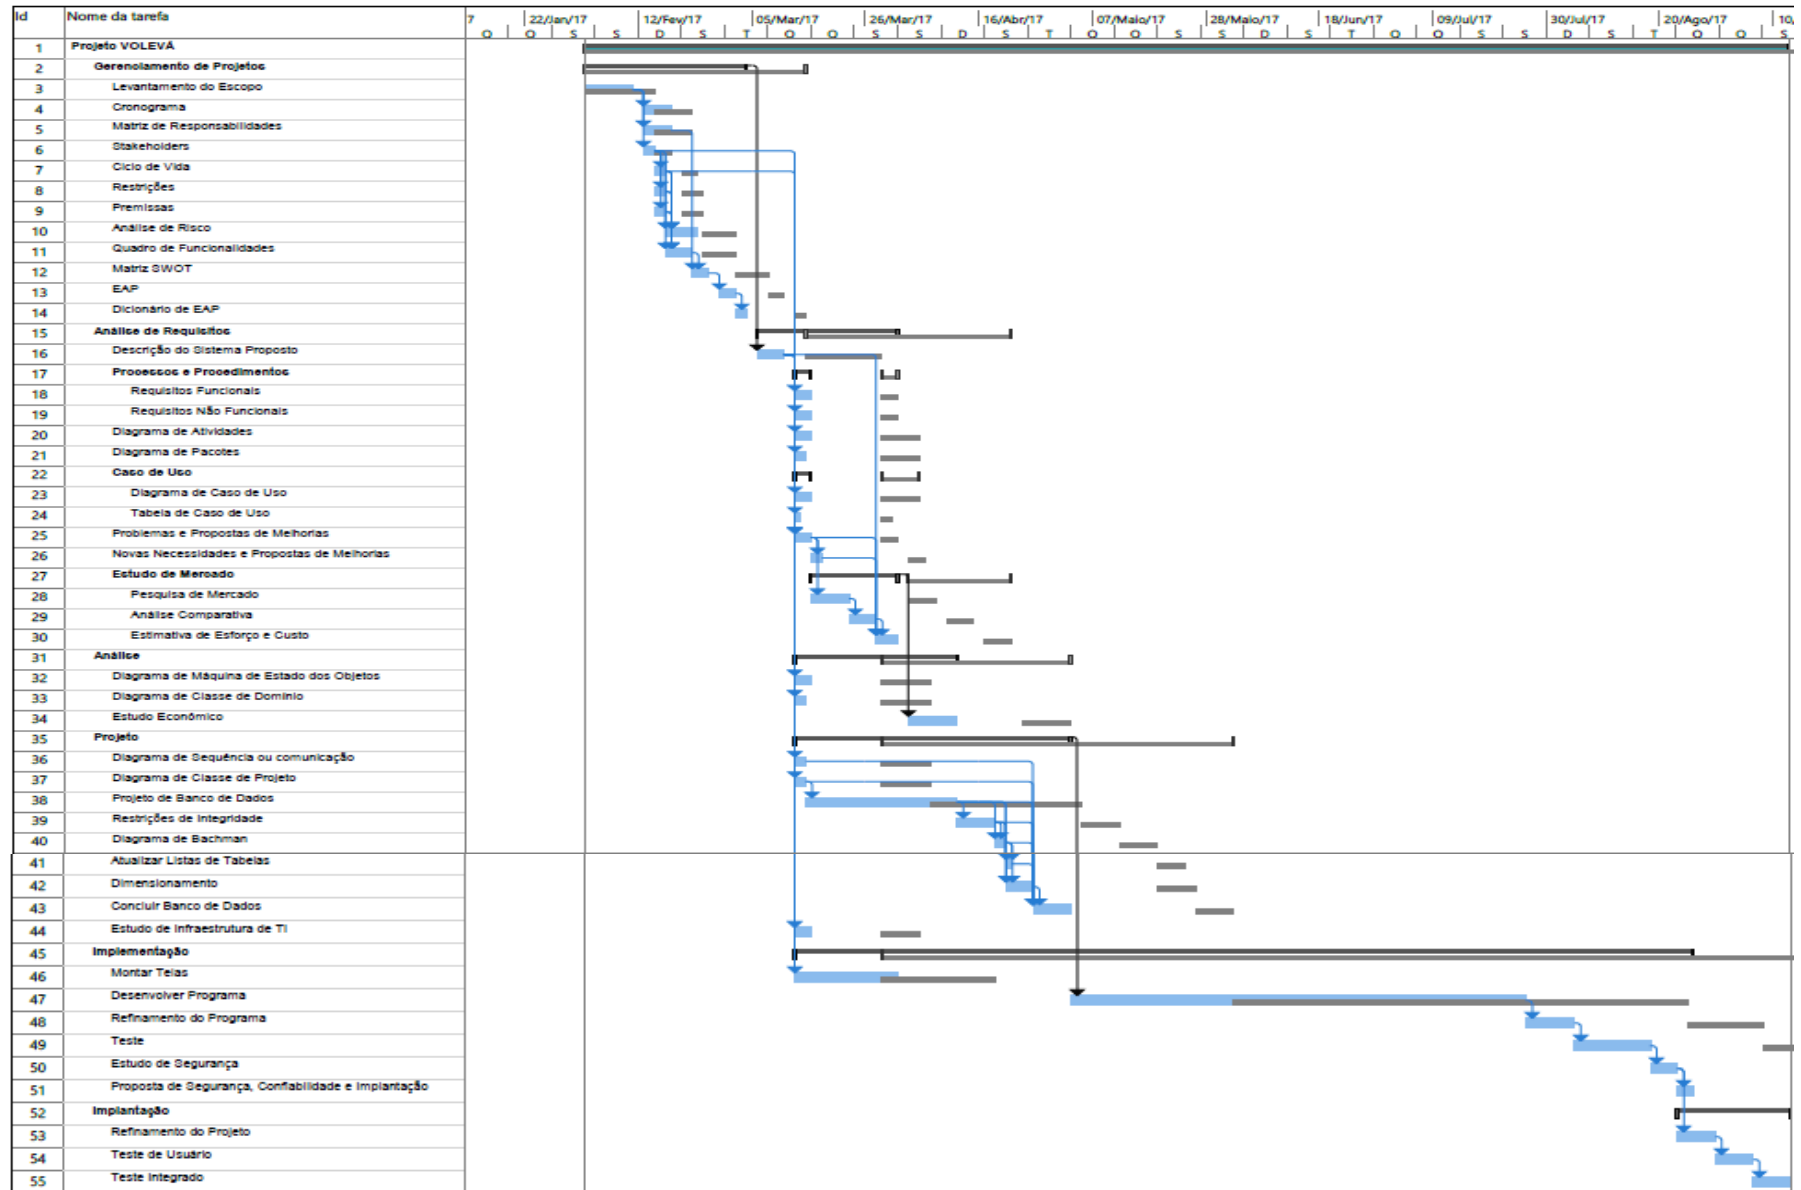 Id Nome da tarefa 7 22/Jan/17 12/Fev/17 05/Mar/17 26/Mar/17 16/Abr/17 07/Maio/17 28/Maio/17 18/Jun/17 09/Jul/17 30/Jul/17 20/Ago/17 10/
Q Q S S D S T Q Q S S D T Q Q S S D S T Q Q S S D S T Q Q S
1 Projeto VOLEVÁ
2 Gerenciamento de Projetos
3 Levantamento do Escopo
4 Cronograma
5 Matriz de Responsabilidades
6 Stakeholders
7 Ciclo de Vida
8 Restrições
9 Premissas
10 Análise de Risco
11 Quadro de Funcionalidades
12 Matriz SWOT
13 EAP
14 Dicionário de EAP
15 Análise de Requisitos
16 Descrição do Sistema Proposto
17 Processos e Procedimentos
18 Requisitos Funcionais
19 Requisitos Não Funcionais
20 Diagrama de Atividades
21 Diagrama de Pacotes
22 Caso de Uso
23 Diagrama de Caso de Uso
24 Tabela de Caso de Uso
25 Problemas e Propostas de Melhorias
26 Novas Necessidades e Propostas de Melhorias
27 Estudo de Mercado
28 Pesquisa de Mercado
29 Análise Comparativa
30 Estimativa de Esforço e Custo
31 Análise
32 Diagrama de Máquina de Estado dos Objetos
33 Diagrama de Classe de Domínio
34 Estudo Econômico
35 Projeto
36 Diagrama de Sequência ou comunicação
37 Diagrama de Classe de Projeto
38 Projeto de Banco de Dados
39 Restrições de Integridade
40 Diagrama de Bachman
41 Atualizar Listas de Tabelas
42 Dimensionamento
43 Concluir Banco de Dados
44 Estudo de Infraestrutura de TI
45 Implementação
46 Montar Telas
47 Desenvolver Programa
48 Refinamento do Programa
49 Teste
50 Estudo de Segurança
51 Proposta de Segurança, Confiabilidade e Implantação
52 Implantação
53 Refinamento do Projeto
54 Teste de Usuário
55 Teste Integrado